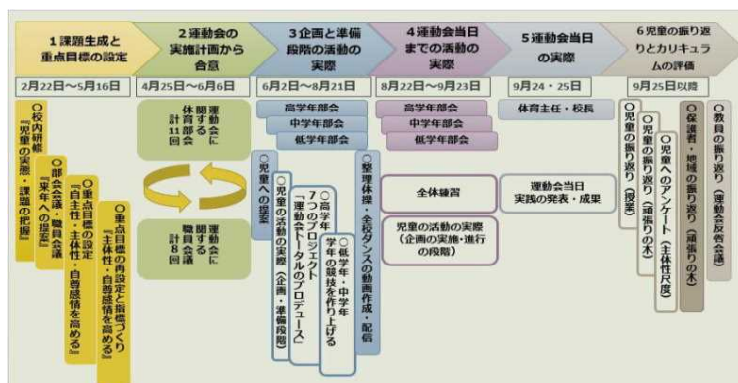 1課題生成と
重点目標の設定
2運動会の
実施計画から
合意
3企画と準備
段階の活動の
実際
4運動会当日
までの活動の
実際
5運動会当日
の実際
6児童の振り返
りとカリキュラ
ムの評価
2月22日～5月16日
4月25日～6月6日
6月2日～8月21日
8月22日～9月23日
9月24・25日
9月25日以降
○校内研修
『児童の実態・課題の把握』
○部会会議・職員会議
『来年への提案』
○重点目標の設定
『自主性・主体性・自尊感情を高める』
○重点目標の再設定と指標づくり
『主体性・自尊感情を高める』
運動会に
関する
体育部会
計11回
運動会に
関する
職員会議
計8回
高学年部会
中学年部会
低学年部会
○児童への提案
○児童の活動の実際（企画・準備段階）
○高学年
7つのプロジェクト
「運動会トータルのプロデュース」
○低学年・中学年
学年の競技を作り上げる
○整理体操・全校ダンスの動画作成・配信
高学年部会
中学年部会
低学年部会
全体練習
児童の活動の実際
（企画の実施・進行
の段階）
体育主任・校長
運動会当日
実践の発表・成果
○児童の振り返り（授業）
○児童の振り返り（頑張りの木）
○児童へのアンケート（主体性尺度）
○保護者・地域の振り返り（頑張りの木）
○教員の振り返り（運動会反省会議）